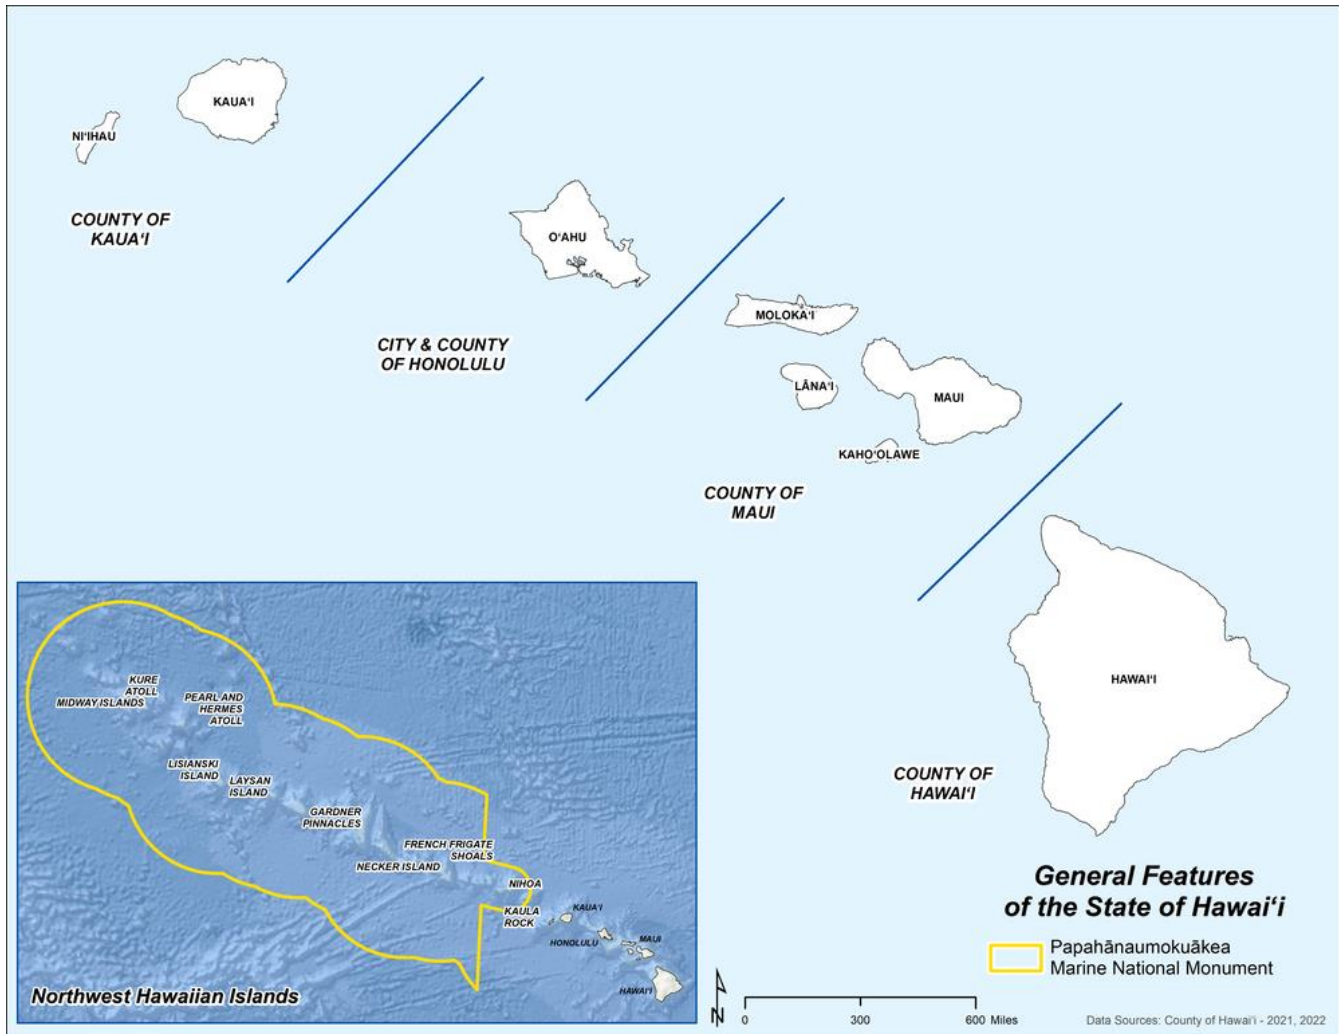 KAUA‘I
NI‘IHAU
COUNTY OF
KAUA‘I
O‘AHU
CITY & COUNTY
OF HONOLULU
MOLOKA‘I
LĀNA‘I
MAUI
KAHO‘OLAWE
COUNTY OF
MAUI
HAWAI‘I
COUNTY OF
HAWAI‘I
KURE
ATOLL
MIDWAY ISLANDS
PEARL AND
HERMES
ATOLL
LISIANSKI
ISLAND
LAYSAN
ISLAND
GARDNER
PINNACLES
FRENCH FRIGATE
SHOALS
NECKER ISLAND
NIHOA
KAULA
ROCK
KAUA‘I
HONOLULU
MAUI
HAWAI‘I
Northwest Hawaiian Islands
General Features
of the State of Hawai‘i
Papahānaumokuākea
Marine National Monument
N
0 300 600 Miles
Data Sources: County of Hawai‘i - 2021, 2022